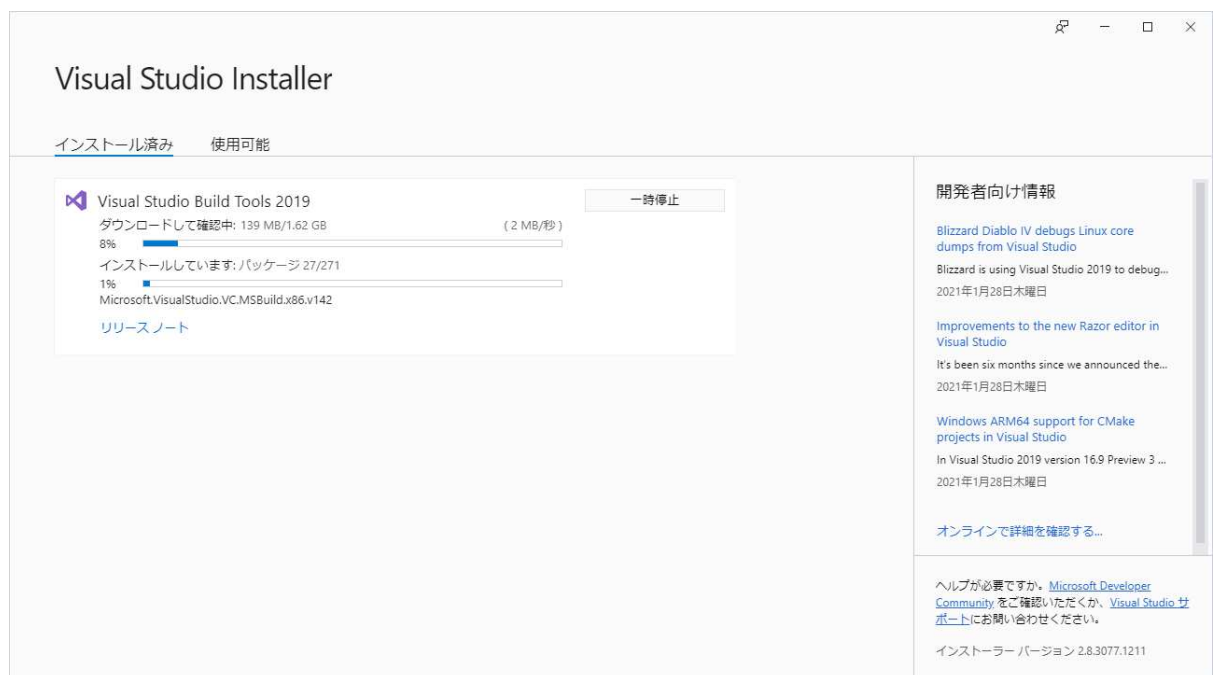 Visual Studio Installer
インストール済み 使用可能
Visual Studio Build Tools 2019
一時停止
ダウンロードして確認中: 139 MB/1.62 GB (2 MB/秒)
8%
インストールしています: パッケージ 27/271
1%
Microsoft.VisualStudio.VC.MSBuild.x86.v142
リリース ノート
開発者向け情報
Blizzard Diablo IV debugs Linux core
dumps from Visual Studio
Blizzard is using Visual Studio 2019 to debug...
2021年1月28日木曜日
Improvements to the new Razor editor in
Visual Studio
It's been six months since we announced the...
2021年1月28日木曜日
Windows ARM64 support for CMake
projects in Visual Studio
In Visual Studio 2019 version 16.9 Preview 3 ...
2021年1月28日木曜日
オンラインで詳細を確認する...
ヘルプが必要ですか。Microsoft Developer
Community をご確認いただくか、Visual Studio サ
ポートにお問い合わせください。
インストーラー バージョン 2.8.3077.1211